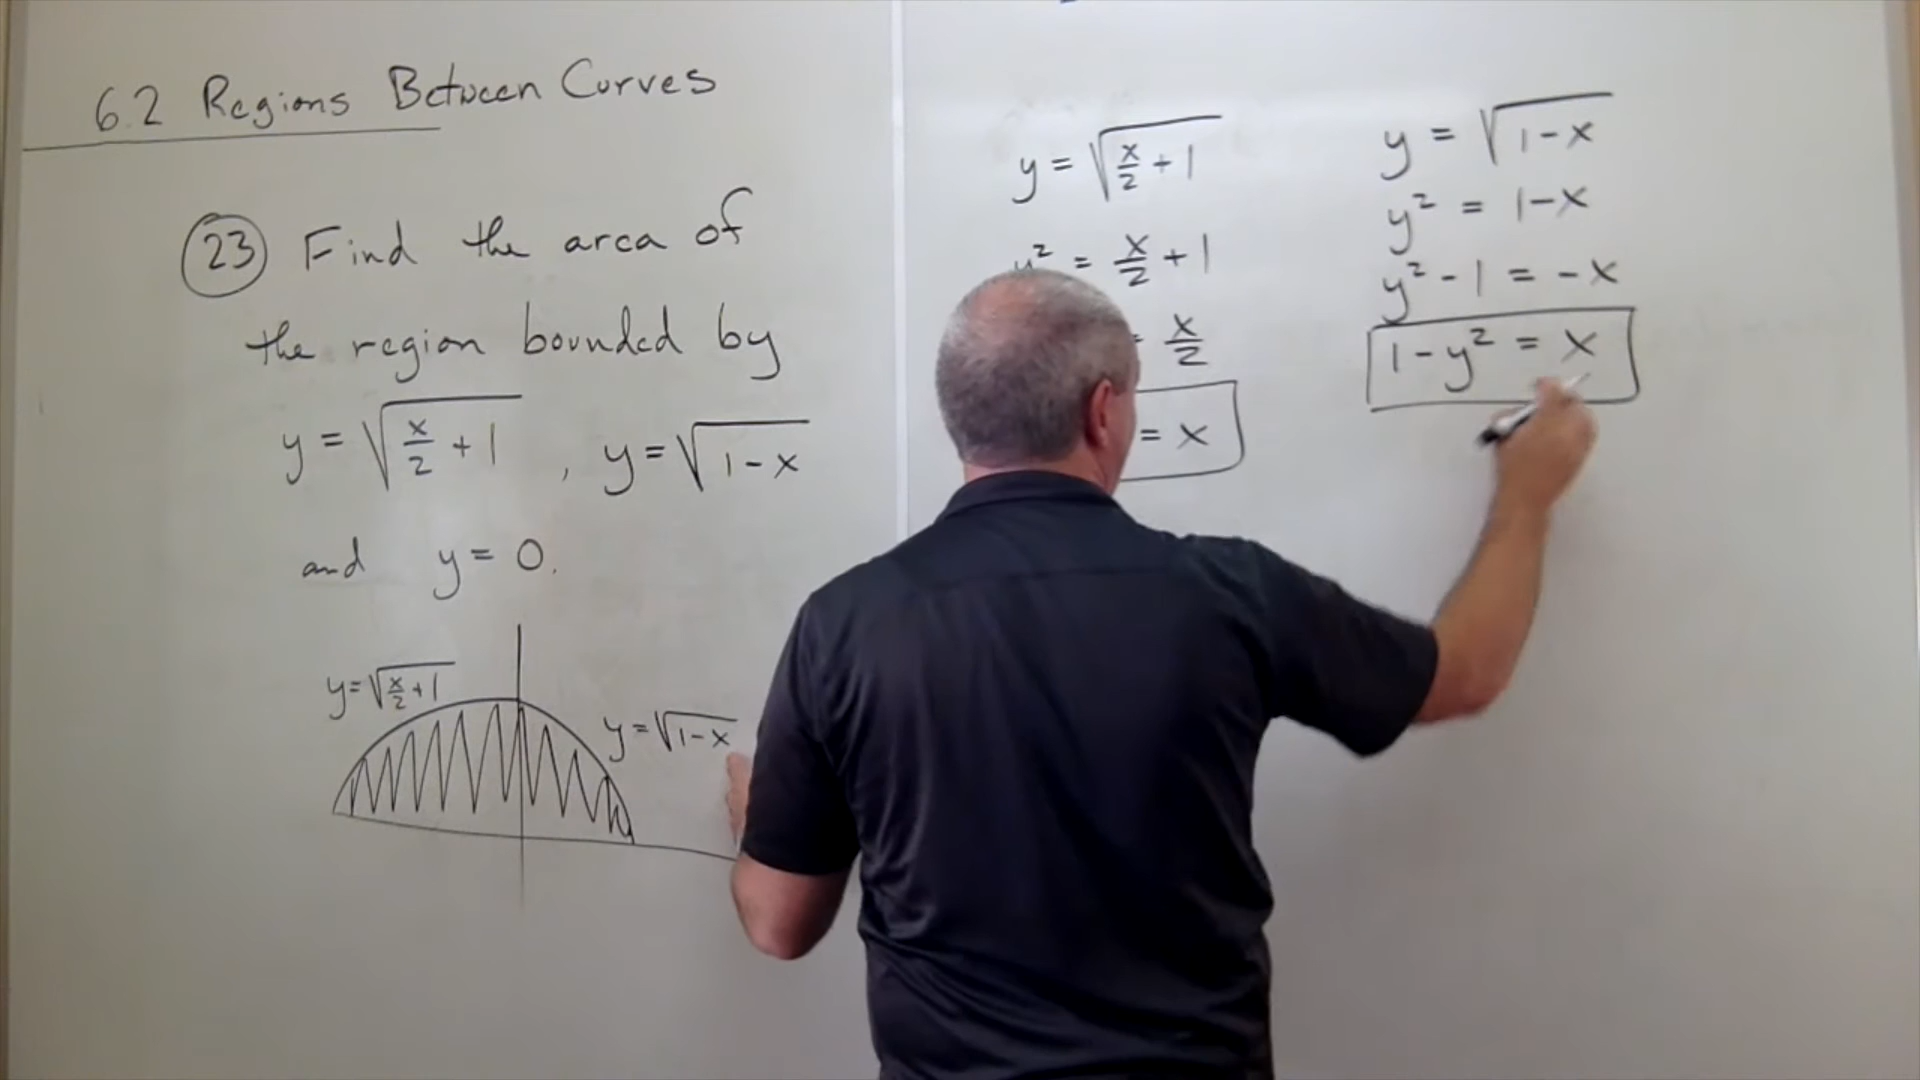 6.2 Regions Between Curves
23 Find the area of
the region bounded by
y = √(x/2 + 1) , y = √(1 - x)
and y = 0.
y = √(x/2 + 1)
y = √(1 - x)
y = √(x/2 + 1)
y² = x/2 + 1
x/2
= x
y = √(1 - x)
y² = 1 - x
y² - 1 = -x
1 - y² = x